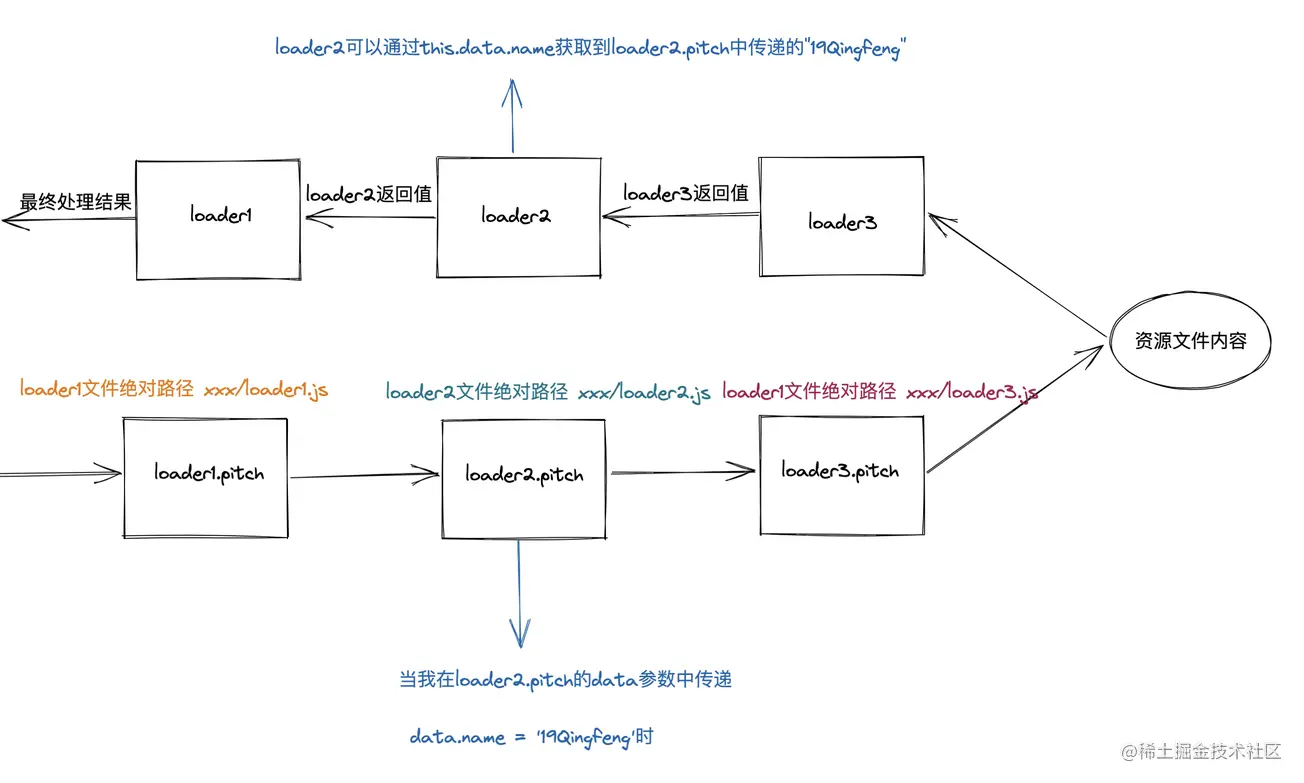 loader2可以通过this.data.name获取到loader2.pitch中传递的"19Qingfeng"
最终处理结果
loader1
loader2返回值
loader2
loader3返回值
loader3
资源文件内容
loader1文件绝对路径 xxx/loader1.js
loader2文件绝对路径 xxx/loader2.js
loader1文件绝对路径 xxx/loader3.js
loader1.pitch
loader2.pitch
loader3.pitch
当我在loader2.pitch的data参数中传递
data.name = '19Qingfeng'时
@稀土掘金技术社区